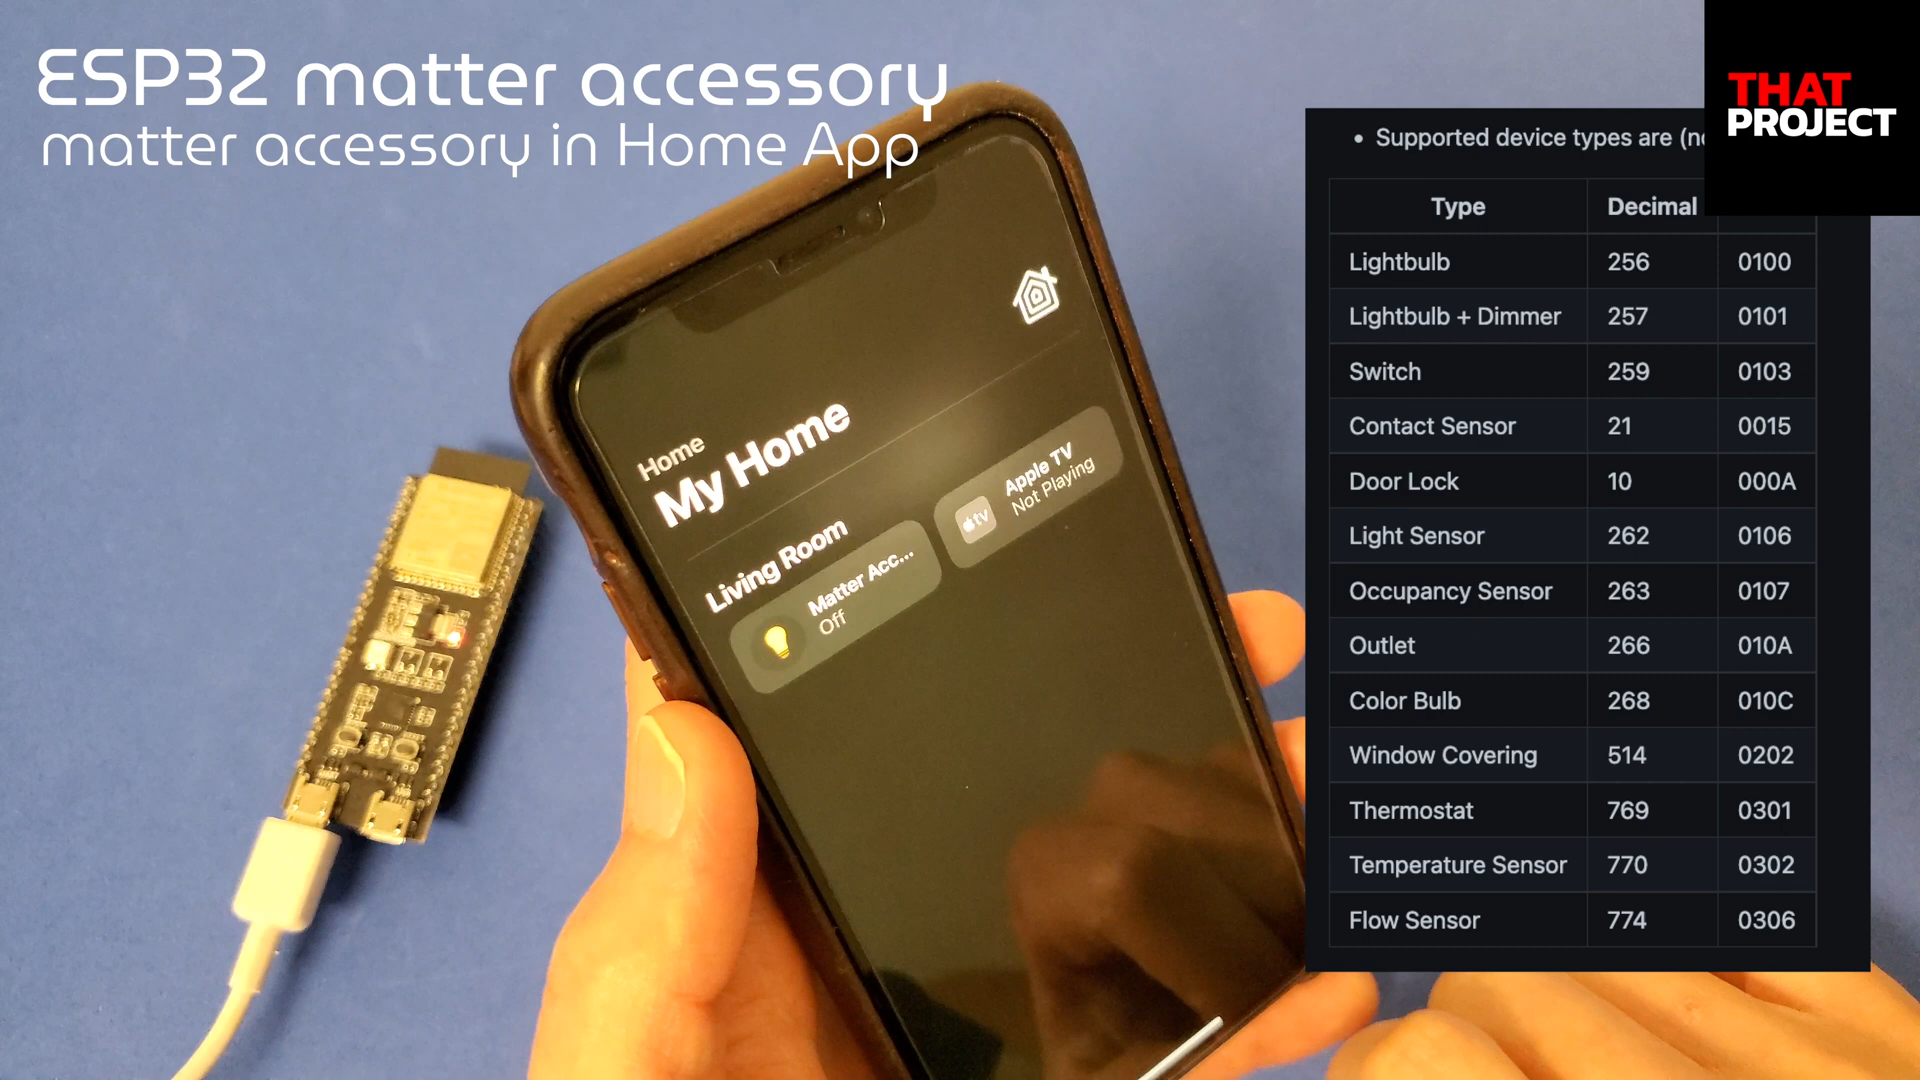 ESP32 matter accessory
matter accessory in Home App
THAT
PROJECT
Home
My Home
Living Room
Matter Acc...
Off
Apple TV
Not Playing
tv
• Supported device types are
Type Decimal
Lightbulb 256 0100
Lightbulb + Dimmer 257 0101
Switch 259 0103
Contact Sensor 21 0015
Door Lock 10 000A
Light Sensor 262 0106
Occupancy Sensor 263 0107
Outlet 266 010A
Color Bulb 268 010C
Window Covering 514 0202
Thermostat 769 0301
Temperature Sensor 770 0302
Flow Sensor 774 0306